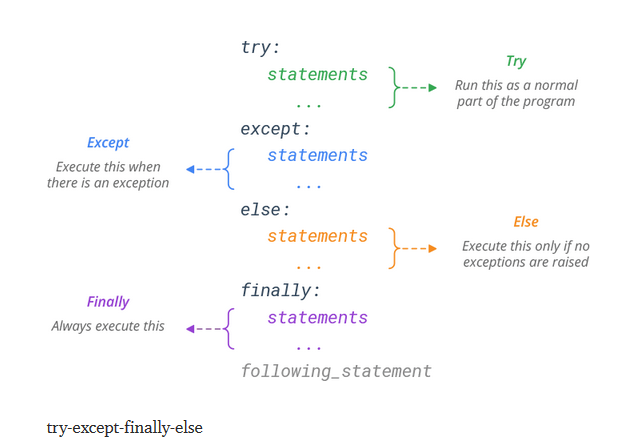 try:
statements
...
Try
Run this as a normal
part of the program
except:
statements
...
Except
Execute this when
there is an exception
else:
statements
...
Else
Execute this only if no
exceptions are raised
finally:
statements
...
Finally
Always execute this
following_statement
try-except-finally-else